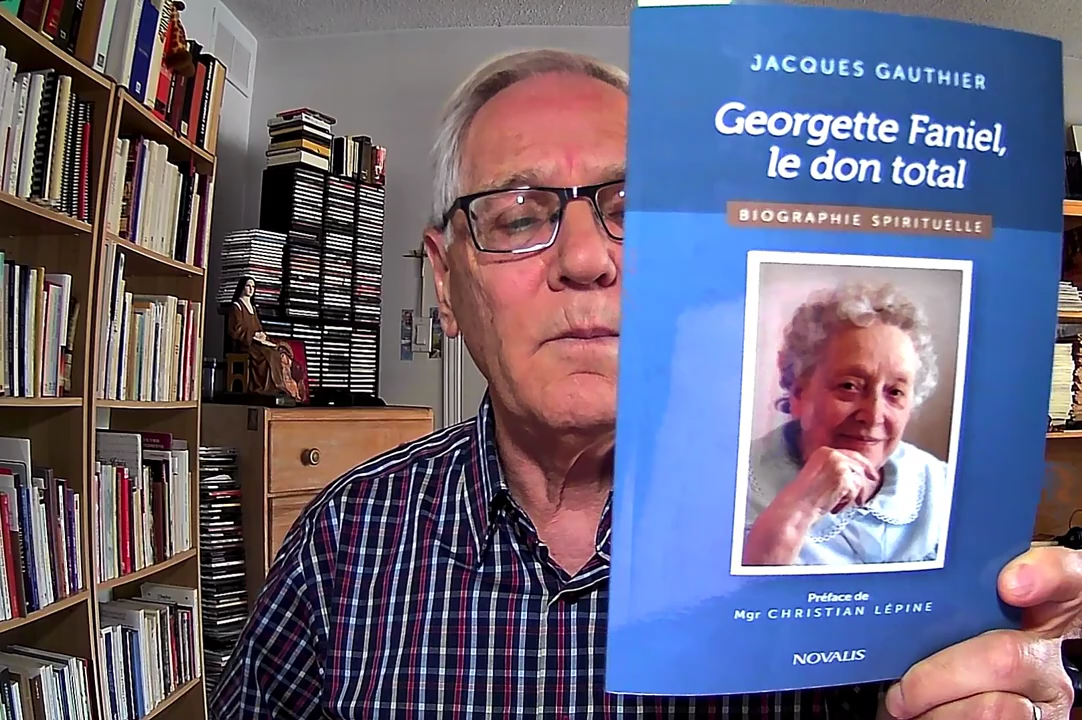 JACQUES GAUTHIER
Georgette Faniel,
le don total
BIOGRAPHIE SPIRITUELLE
Préface de
Mgr CHRISTIAN LÉPINE
NOVALIS